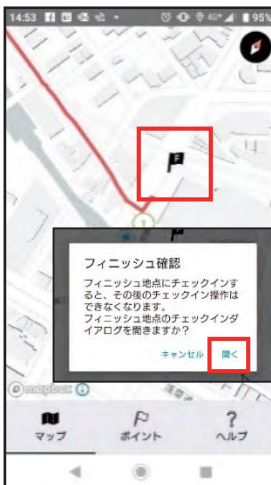 14:53
4G
95%
F
1
フィニッシュ確認
フィニッシュ地点にチェックインす
ると、その後のチェックイン操作は
できなくなります。
フィニッシュ地点のチェックインダ
イアログを開きますか？
キャンセル 開く
mapbox
マップ ポイント ヘルプ